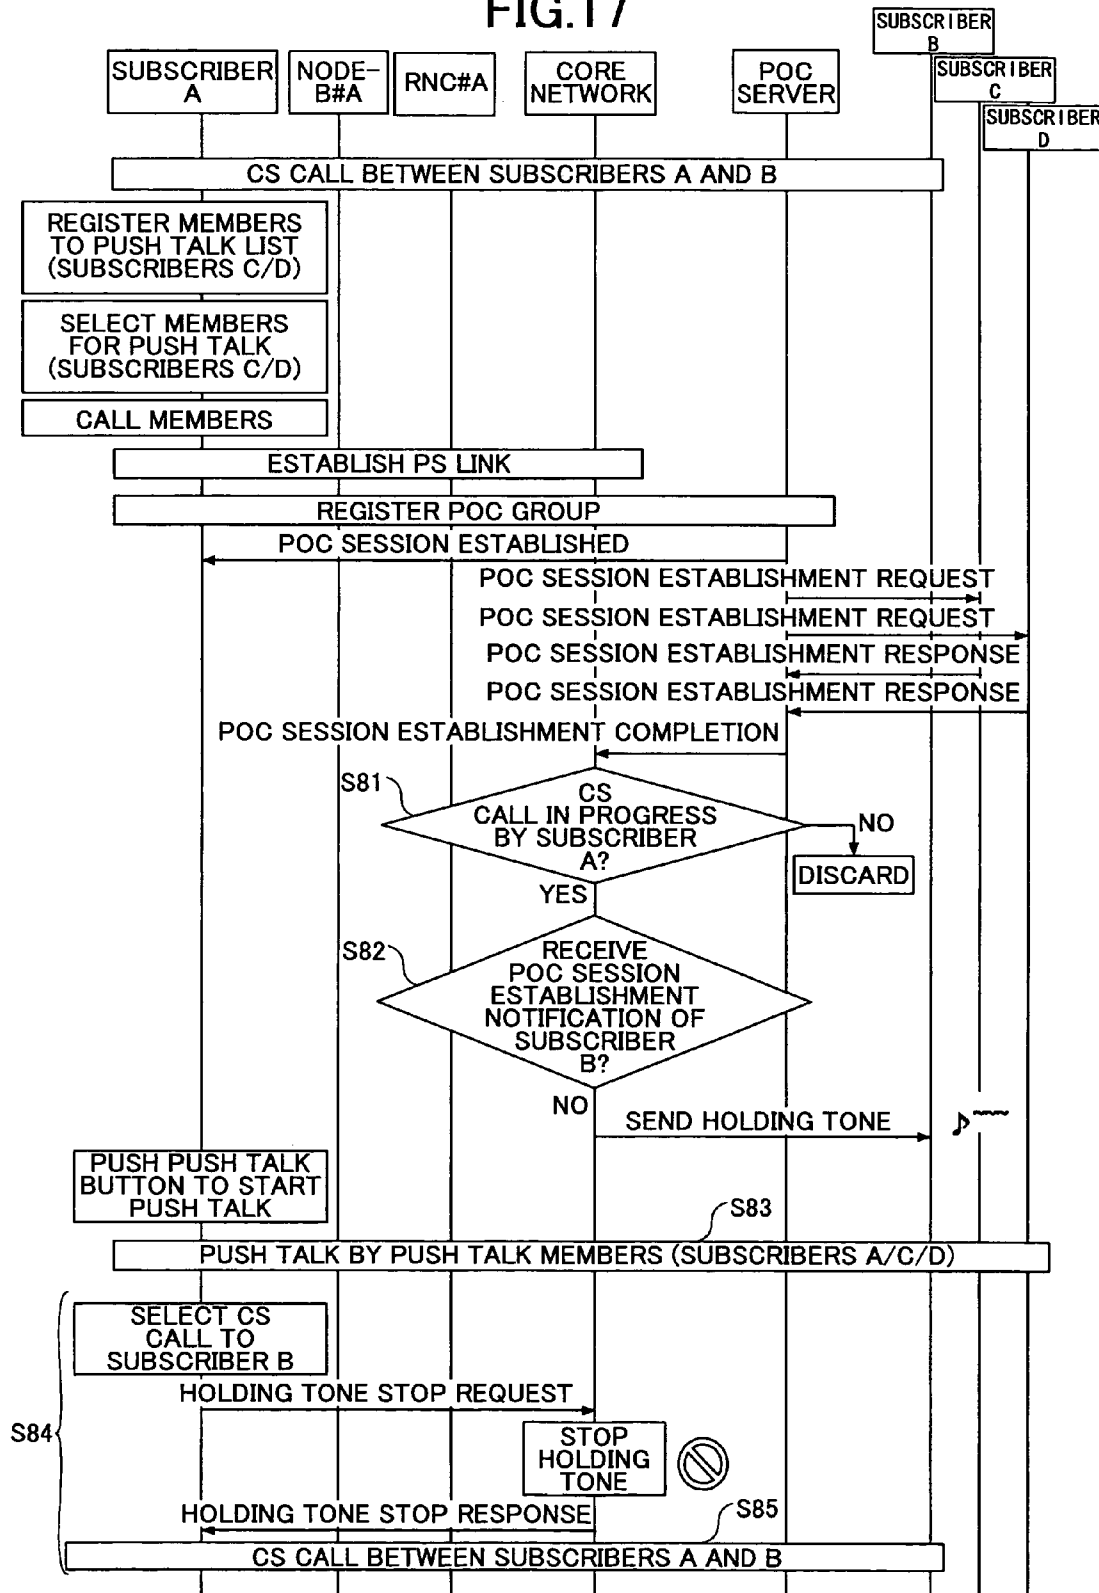 FIG.17
SUBSCRIBER
B
SUBSCRIBER
C
SUBSCRIBER
D
SUBSCRIBER
A
NODE-
B#A
RNC#A
CORE
NETWORK
POC
SERVER
CS CALL BETWEEN SUBSCRIBERS A AND B
REGISTER MEMBERS
TO PUSH TALK LIST
(SUBSCRIBERS C/D)
SELECT MEMBERS
FOR PUSH TALK
(SUBSCRIBERS C/D)
CALL MEMBERS
ESTABLISH PS LINK
REGISTER POC GROUP
POC SESSION ESTABLISHED
POC SESSION ESTABLISHMENT REQUEST
POC SESSION ESTABLISHMENT REQUEST
POC SESSION ESTABLISHMENT RESPONSE
POC SESSION ESTABLISHMENT RESPONSE
POC SESSION ESTABLISHMENT COMPLETION
S81
CS
CALL IN PROGRESS
BY SUBSCRIBER
A?
NO
DISCARD
YES
S82
RECEIVE
POC SESSION
ESTABLISHMENT
NOTIFICATION OF
SUBSCRIBER
B?
NO
SEND HOLDING TONE
PUSH PUSH TALK
BUTTON TO START
PUSH TALK
S83
PUSH TALK BY PUSH TALK MEMBERS (SUBSCRIBERS A/C/D)
SELECT CS
CALL TO
SUBSCRIBER B
HOLDING TONE STOP REQUEST
S84
STOP
HOLDING
TONE
HOLDING TONE STOP RESPONSE
S85
CS CALL BETWEEN SUBSCRIBERS A AND B